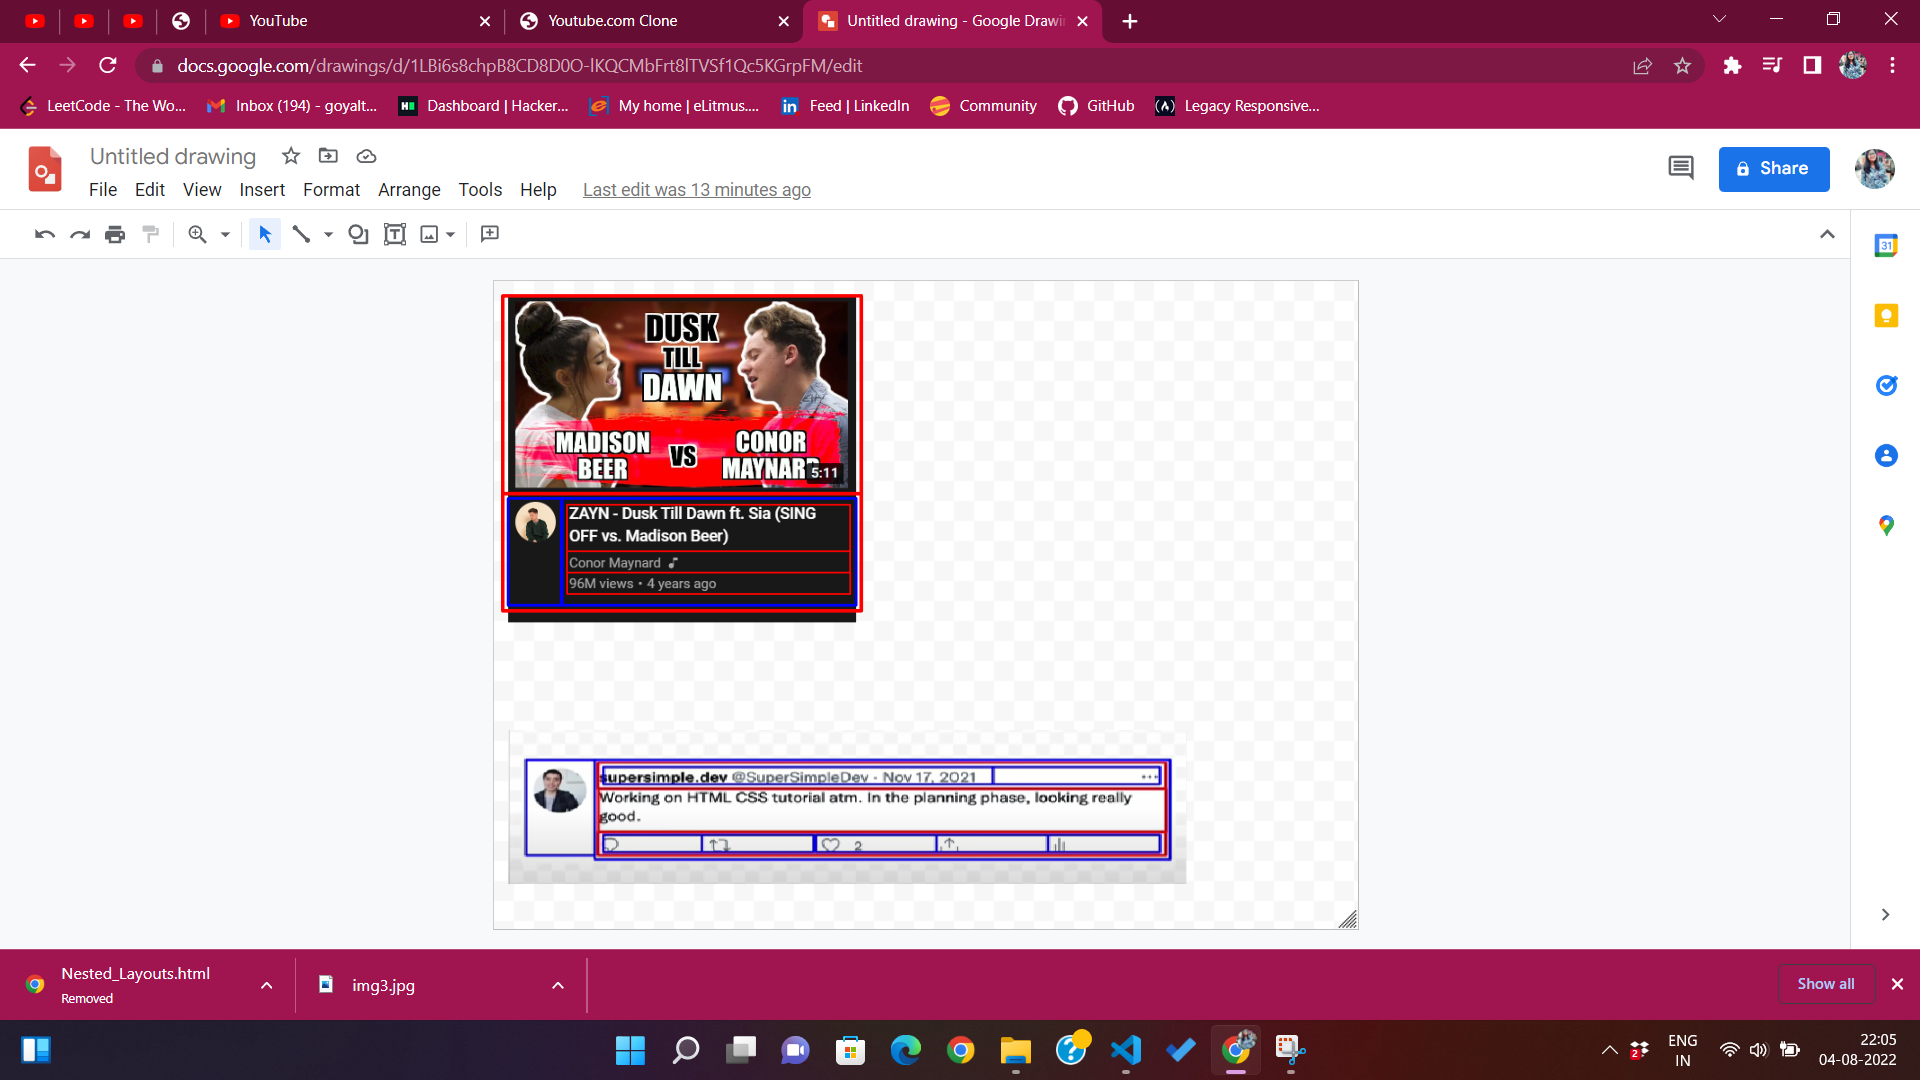 YouTube
Youtube.com Clone
Untitled drawing - Google Drawin
docs.google.com/drawings/d/1LBi6s8chpB8CD8D0O-lKQCMbFrt8lTVSf1Qc5KGrpFM/edit
LeetCode - The Wo...
Inbox (194) - goyalt...
Dashboard | Hacker...
My home | eLitmus....
Feed | LinkedIn
Community
GitHub
Legacy Responsive...
Untitled drawing
File Edit View Insert Format Arrange Tools Help Last edit was 13 minutes ago
Share
31
DUSK
TILL
DAWN
MADISON
BEER
VS
CONOR
MAYNARD
5:11
ZAYN - Dusk Till Dawn ft. Sia (SING
OFF vs. Madison Beer)
Conor Maynard
96M views • 4 years ago
supersimple.dev @SuperSimpleDev · Nov 17, 2021 ...
Working on HTML CSS tutorial atm. In the planning phase, looking really
good.
2
Nested_Layouts.html
Removed
img3.jpg
Show all
2
ENG
IN
22:05
04-08-2022